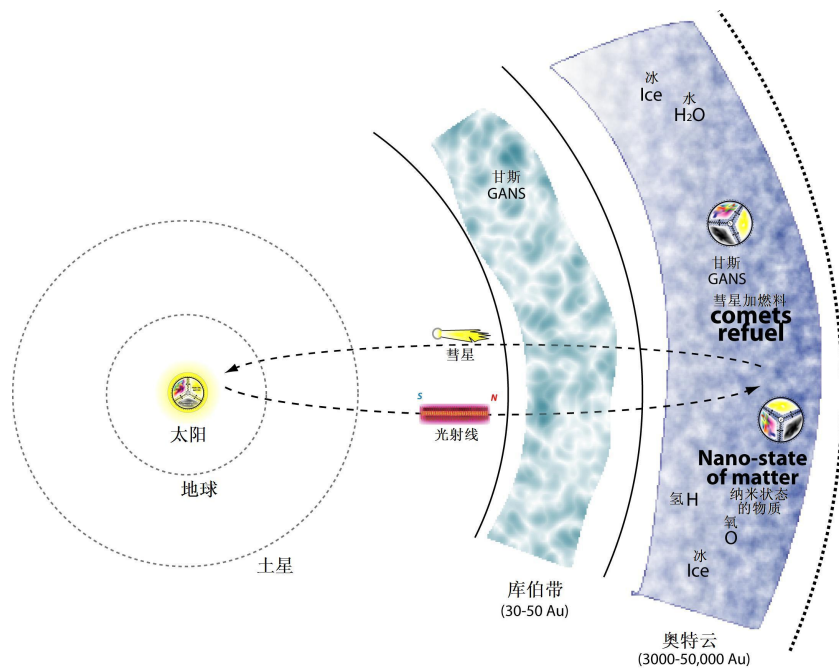 冰
Ice
水
H₂O
甘斯
GANS
甘斯
GANS
彗星加燃料
comets
refuel
彗星
S
N
光射线
太阳
地球
土星
Nano-state
of matter
纳米状态
的物质
氢H
氧
O
冰
Ice
库伯带
(30-50 Au)
奥特云
(3000-50,000 Au)